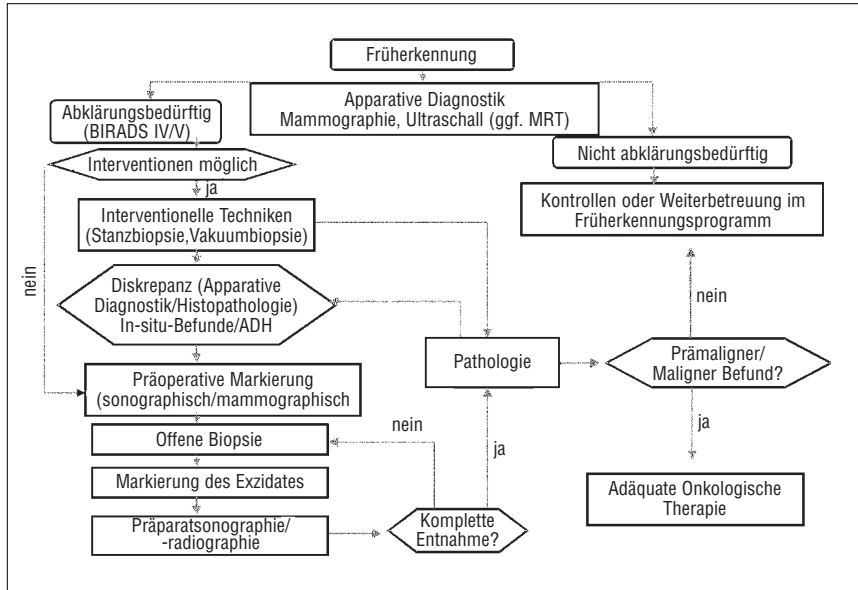 Früherkennung
Apparative Diagnostik
Mammographie, Ultraschall (ggf. MRT)
Abklärungsbedürftig
(BIRADS IV/V)
Nicht abklärungsbedürftig
Interventionen möglich
ja
nein
Kontrollen oder Weiterbetreuung im
Früherkennungsprogramm
Interventionelle Techniken
(Stanzbiopsie,Vakuumbiopsie)
Diskrepanz (Apparative
Diagnostik/Histopathologie)
In-situ-Befunde/ADH
nein
Pathologie
Prämaligner/
Maligner Befund?
Präoperative Markierung
(sonographisch/mammographisch
nein
ja
ja
Offene Biopsie
Markierung des Exzidates
Adäquate Onkologische
Therapie
Präparatsonographie/
-radiographie
Komplette
Entnahme?